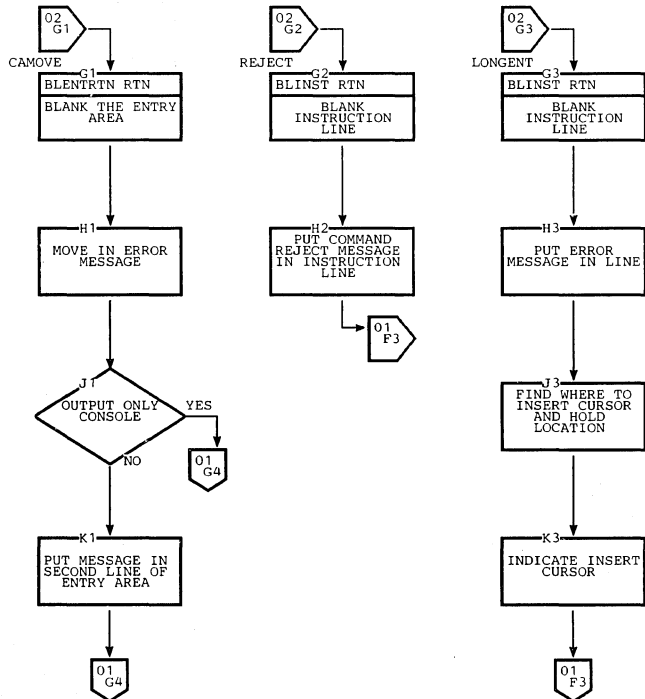 02
G1
CAMOVE
G1
BLENTRTN RTN
BLANK THE ENTRY
AREA
H1
MOVE IN ERROR
MESSAGE
J1
OUTPUT ONLY
CONSOLE
YES
01
G4
NO
K1
PUT MESSAGE IN
SECOND LINE OF
ENTRY AREA
01
G4
02
G2
REJECT
G2
BLINST RTN
BLANK
INSTRUCTION
LINE
H2
PUT COMMAND
REJECT MESSAGE
IN INSTRUCTION
LINE
01
F3
02
G3
LONGENT
G3
BLINST RTN
BLANK
INSTRUCTION
LINE
H3
PUT ERROR
MESSAGE IN LINE
J3
FIND WHERE TO
INSERT CURSOR
AND HOLD
LOCATION
K3
INDICATE INSERT
CURSOR
01
F3